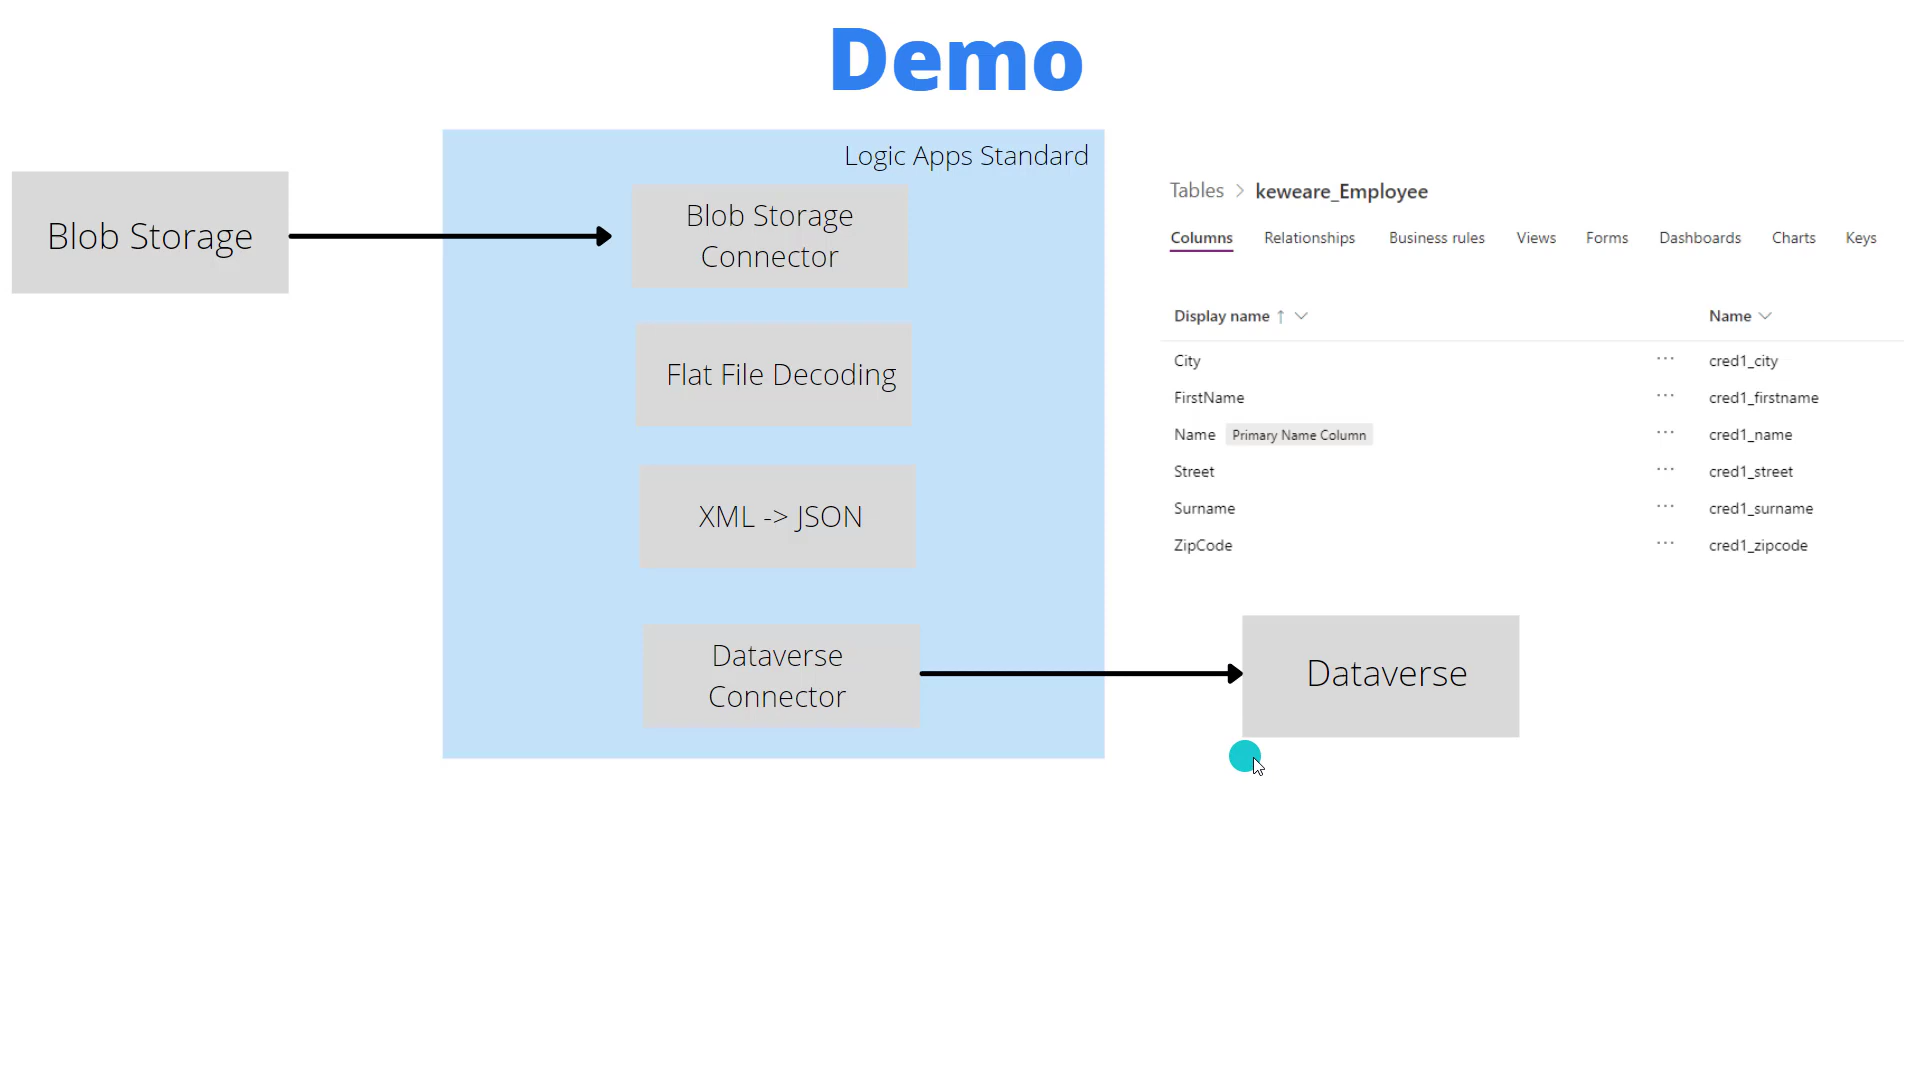 Demo
Blob Storage
Logic Apps Standard
Blob Storage
Connector
Flat File Decoding
XML -> JSON
Dataverse
Connector
Tables > keweare_Employee
Columns Relationships Business rules Views Forms Dashboards Charts Keys
Display name ↑ Name
City ... cred1_city
FirstName ... cred1_firstname
Name Primary Name Column ... cred1_name
Street ... cred1_street
Surname ... cred1_surname
ZipCode ... cred1_zipcode
Dataverse